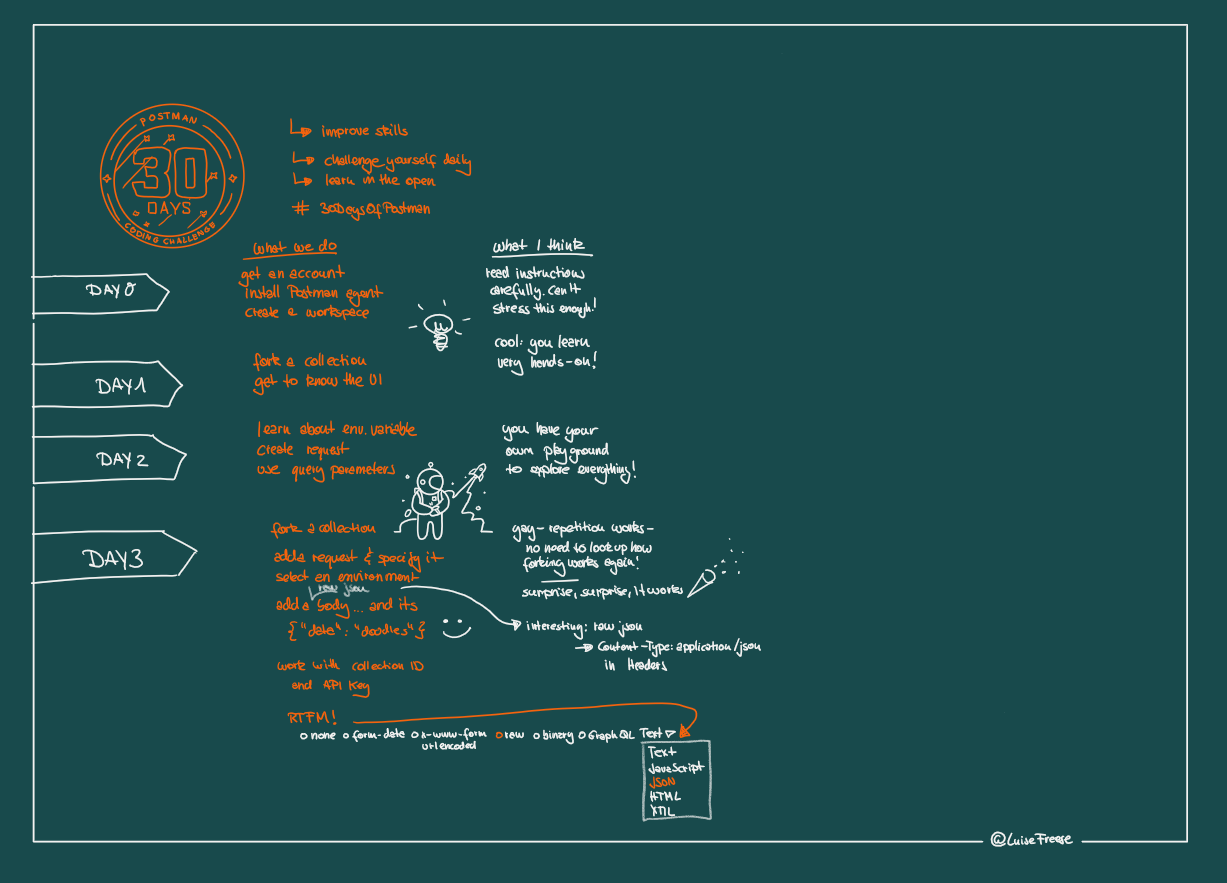 POSTMAN
30
DAYS
CODING CHALLENGE
improve skills
challenge yourself daily
learn in the open
# 30DaysOfPostman
what we do
what I think
DAY 0
get an account
install Postman agent
create a workspace
read instructions
carefully. Can't
stress this enough!
cool: you learn
very hands-on!
DAY 1
fork a collection
get to know the UI
DAY 2
learn about env. variable
create request
use query parameters
you have your
own playground
to explore everything!
DAY 3
fork a collection
add a request & specify it
select an environment
raw json
add a body... and its
{"data": "doodles"}
work with collection ID
and API Key
yay - repetition works -
no need to look up how
forking works again!
surprise, surprise, it works
interesting: raw json
Content-Type: application/json
in Headers
RTFM!
none form-data x-www-form urlencoded raw binary GraphQL Text
Text
JavaScript
JSON
HTML
XML
@LuiseFreese